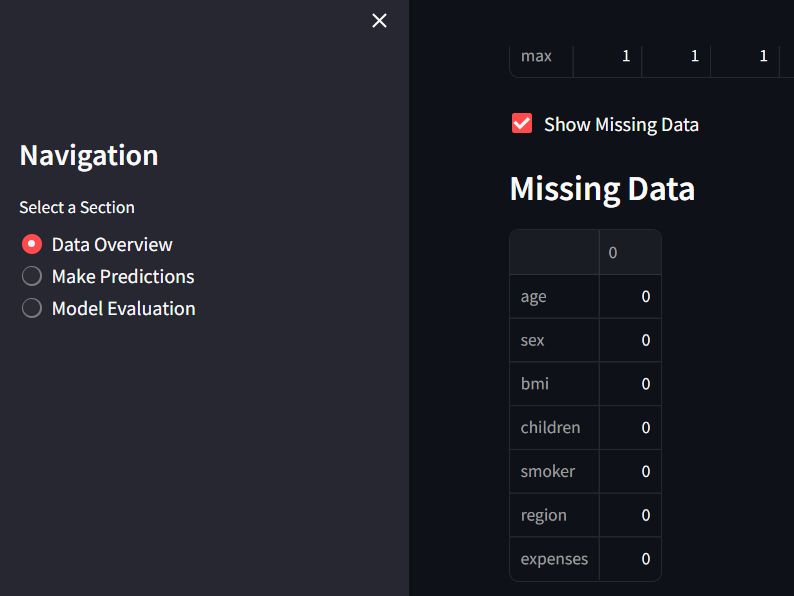 Navigation
Select a Section
Data Overview
Make Predictions
Model Evaluation
max 1 1 1
Show Missing Data
Missing Data
0
age 0
sex 0
bmi 0
children 0
smoker 0
region 0
expenses 0